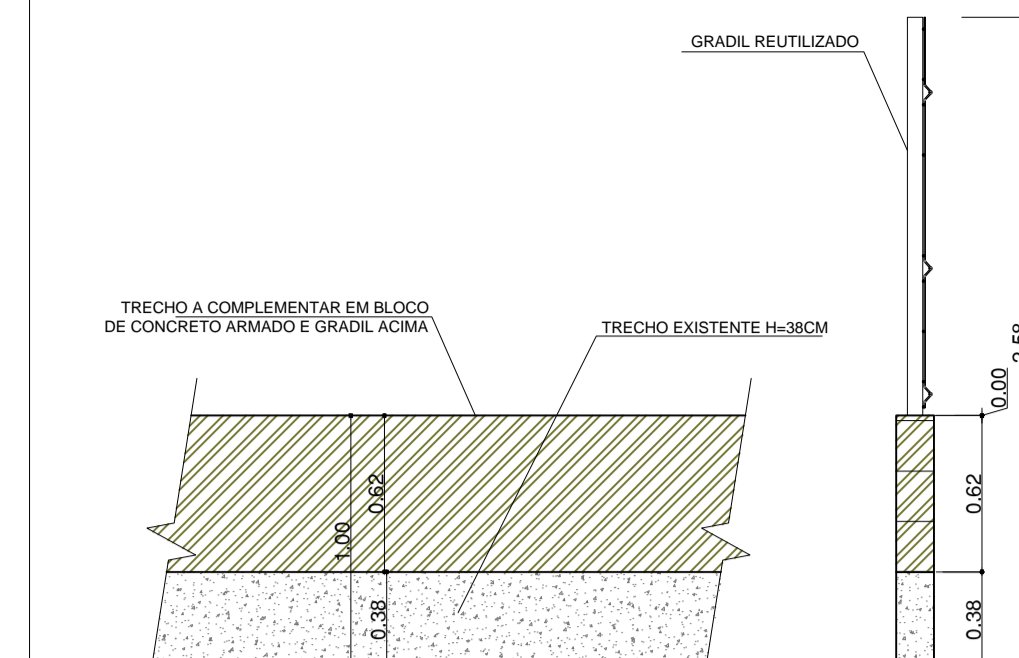 GRADIL REUTILIZADO
TRECHO A COMPLEMENTAR EM BLOCO
DE CONCRETO ARMADO E GRADIL ACIMA
TRECHO EXISTENTE H=38CM
0.00
0.62
1.00
0.62
0.38
0.38